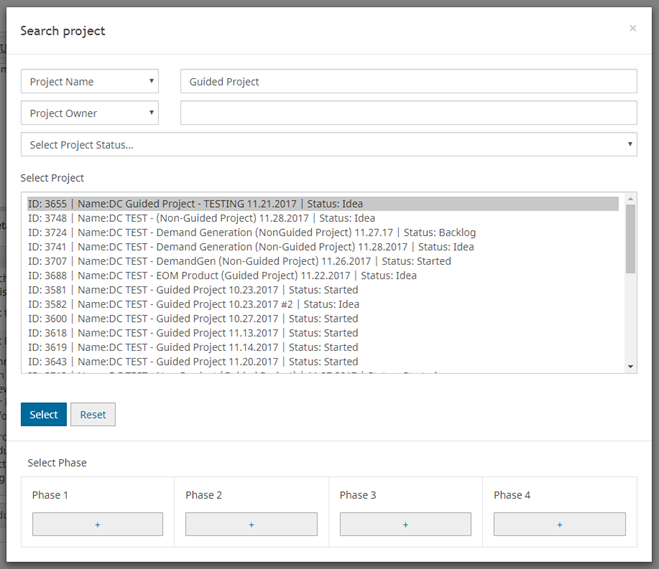 Search project
×
Project Name
Guided Project
Project Owner
Select Project Status...
Select Project
ID: 3655 | Name:DC Guided Project - TESTING 11.21.2017 | Status: Idea
ID: 3748 | Name:DC TEST - (Non-Guided Project) 11.28.2017 | Status: Idea
ID: 3724 | Name:DC TEST - Demand Generation (NonGuided Project) 11.27.17 | Status: Backlog
ID: 3741 | Name:DC TEST - Demand Generation (Non-Guided Project) 11.28.2017 | Status: Idea
ID: 3707 | Name:DC TEST - DemandGen (Non-Guided Project) 11.26.2017 | Status: Started
ID: 3688 | Name:DC TEST - EOM Product (Guided Project) 11.22.2017 | Status: Idea
ID: 3581 | Name:DC TEST - Guided Project 10.23.2017 | Status: Started
ID: 3582 | Name:DC TEST - Guided Project 10.23.2017 #2 | Status: Idea
ID: 3600 | Name:DC TEST - Guided Project 10.27.2017 | Status: Started
ID: 3618 | Name:DC TEST - Guided Project 11.13.2017 | Status: Started
ID: 3619 | Name:DC TEST - Guided Project 11.14.2017 | Status: Started
ID: 3643 | Name:DC TEST - Guided Project 11.20.2017 | Status: Started
Select Reset
Select Phase
Phase 1 Phase 2 Phase 3 Phase 4
+ + + +